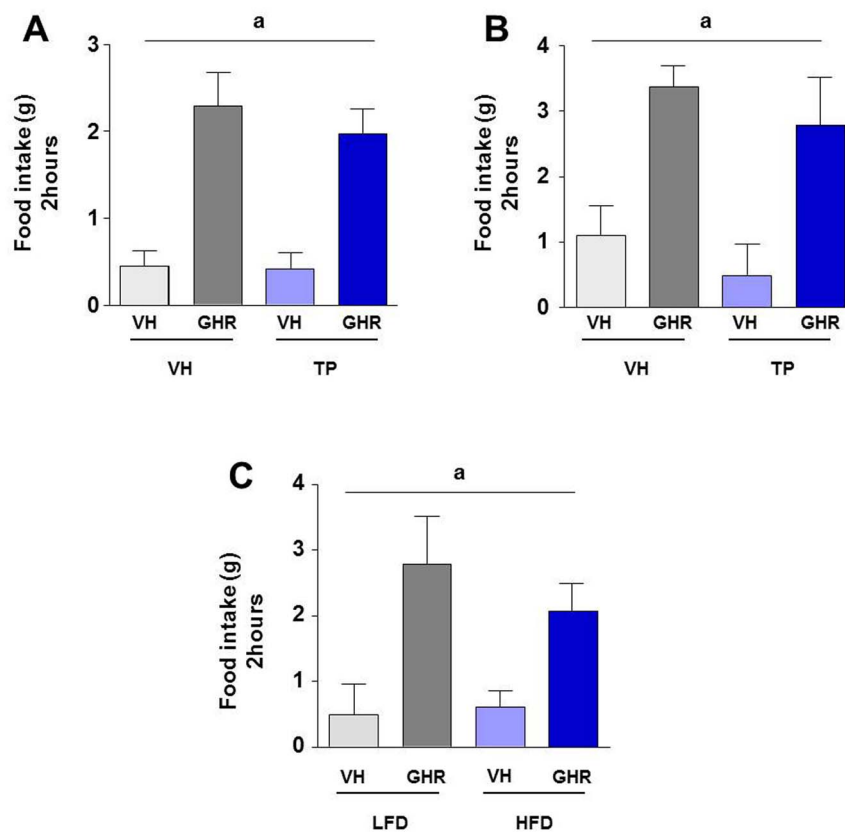 A
a
Food intake (g)
2hours
3
2
1
0
VH GHR VH GHR
VH TP
B
a
Food intake (g)
2hours
4
3
2
1
0
VH GHR VH GHR
VH TP
C
a
Food intake (g)
2hours
4
3
2
1
0
VH GHR VH GHR
LFD HFD